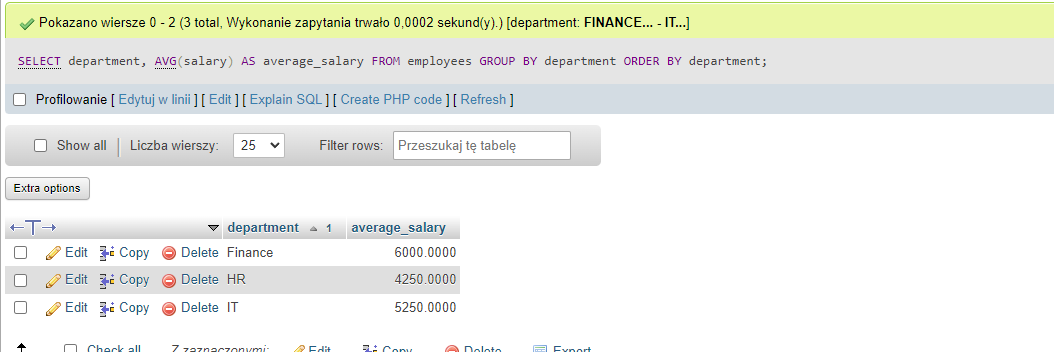 Pokazano wiersze 0 - 2 (3 total, Wykonanie zapytania trwało 0,0002 sekund(y).) [department: FINANCE... - IT...]
SELECT department, AVG(salary) AS average_salary FROM employees GROUP BY department ORDER BY department;
Profilowanie [ Edytuj w linii ] [ Edit ] [ Explain SQL ] [ Create PHP code ] [ Refresh ]
Show all Liczba wierszy: 25 Filter rows: Przeszukaj tę tabelę
Extra options
department 1 average_salary
Edit Copy Delete Finance 6000.0000
Edit Copy Delete HR 4250.0000
Edit Copy Delete IT 5250.0000
Check all Z zaznaczonymi: Edit Copy Delete Export